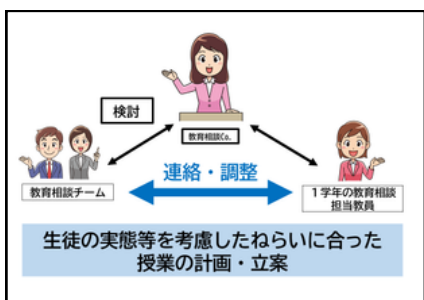 検討
教育相談Co.
連絡・調整
教育相談チーム
1学年の教育相談
担当教員
生徒の実態等を考慮したねらいに合った
授業の計画・立案